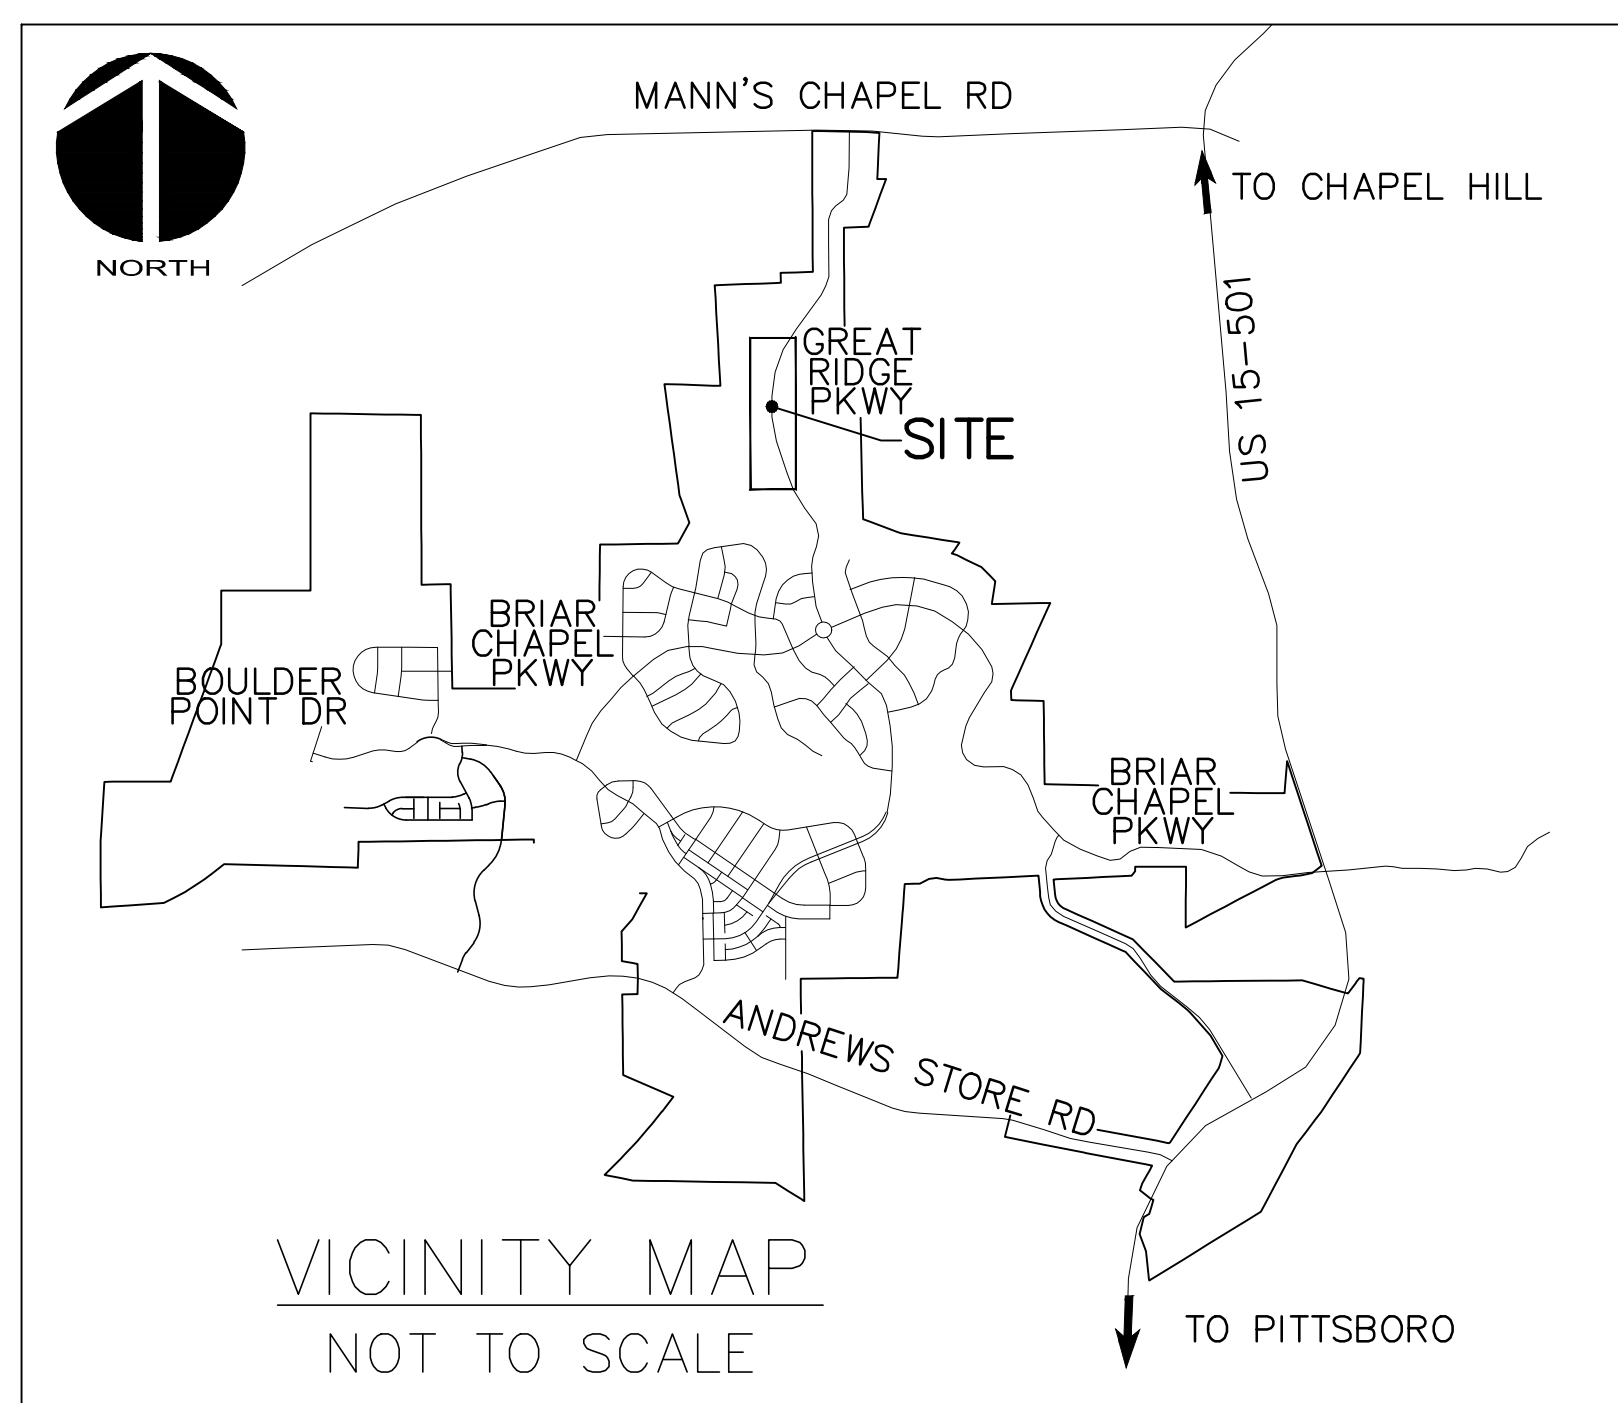 MANN'S CHAPEL RD
TO CHAPEL HILL
NORTH
US 15-501
GREAT
RIDGE
PKWY
SITE
BRIAR
CHAPEL
PKWY
BOULDER
POINT DR
BRIAR
CHAPEL
PKWY
ANDREWS STORE RD
VICINITY MAP
NOT TO SCALE
TO PITTSBORO